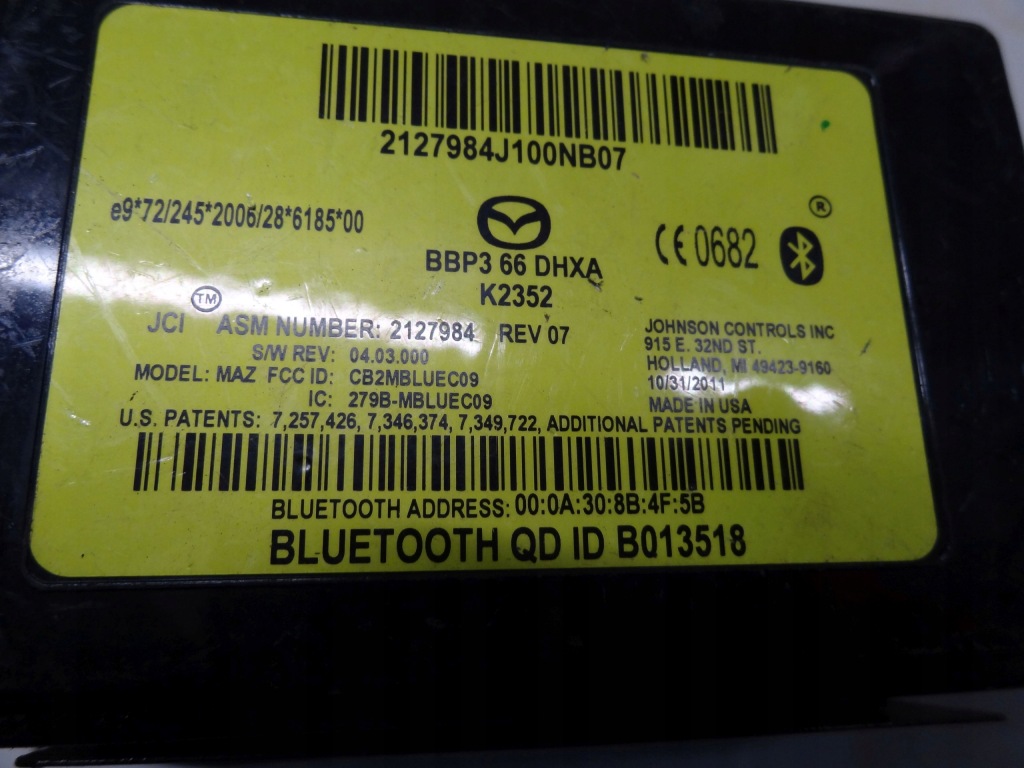 2127984J100NB07
e9*72/245*2006/28*6185*00
BBP3 66 DHXA
K2352
CE 0682
®
TM
JCI ASM NUMBER: 2127984 REV 07
S/W REV: 04.03.000
MODEL: MAZ FCC ID: CB2MBLUEC09
IC: 279B-MBLUEC09
JOHNSON CONTROLS INC
915 E. 32ND ST.
HOLLAND, MI 49423-9160
10/31/2011
MADE IN USA
U.S. PATENTS: 7,257,426, 7,346,374, 7,349,722, ADDITIONAL PATENTS PENDING
BLUETOOTH ADDRESS: 00:0A:30:8B:4F:5B
BLUETOOTH QD ID B013518